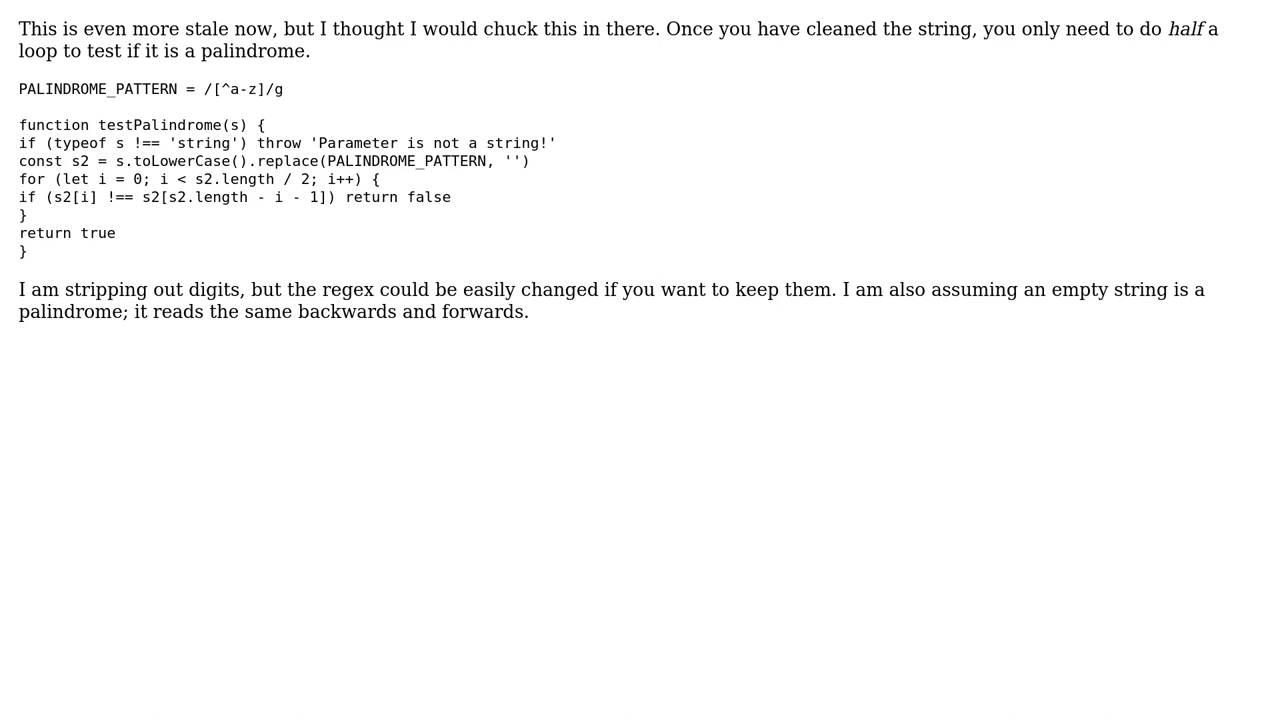 This is even more stale now, but I thought I would chuck this in there. Once you have cleaned the string, you only need to do half a
loop to test if it is a palindrome.
PALINDROME_PATTERN = /[^a-z]/g
function testPalindrome(s) {
if (typeof s !== 'string') throw 'Parameter is not a string!'
const s2 = s.toLowerCase().replace(PALINDROME_PATTERN, '')
for (let i = 0; i < s2.length / 2; i++) {
if (s2[i] !== s2[s2.length - i - 1]) return false
}
return true
}
I am stripping out digits, but the regex could be easily changed if you want to keep them. I am also assuming an empty string is a
palindrome; it reads the same backwards and forwards.